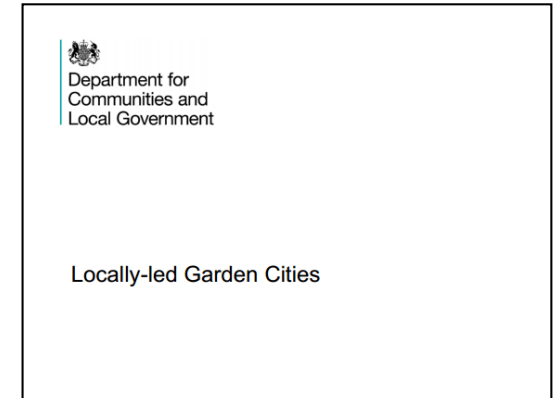 Department for
Communities and
Local Government
Locally-led Garden Cities